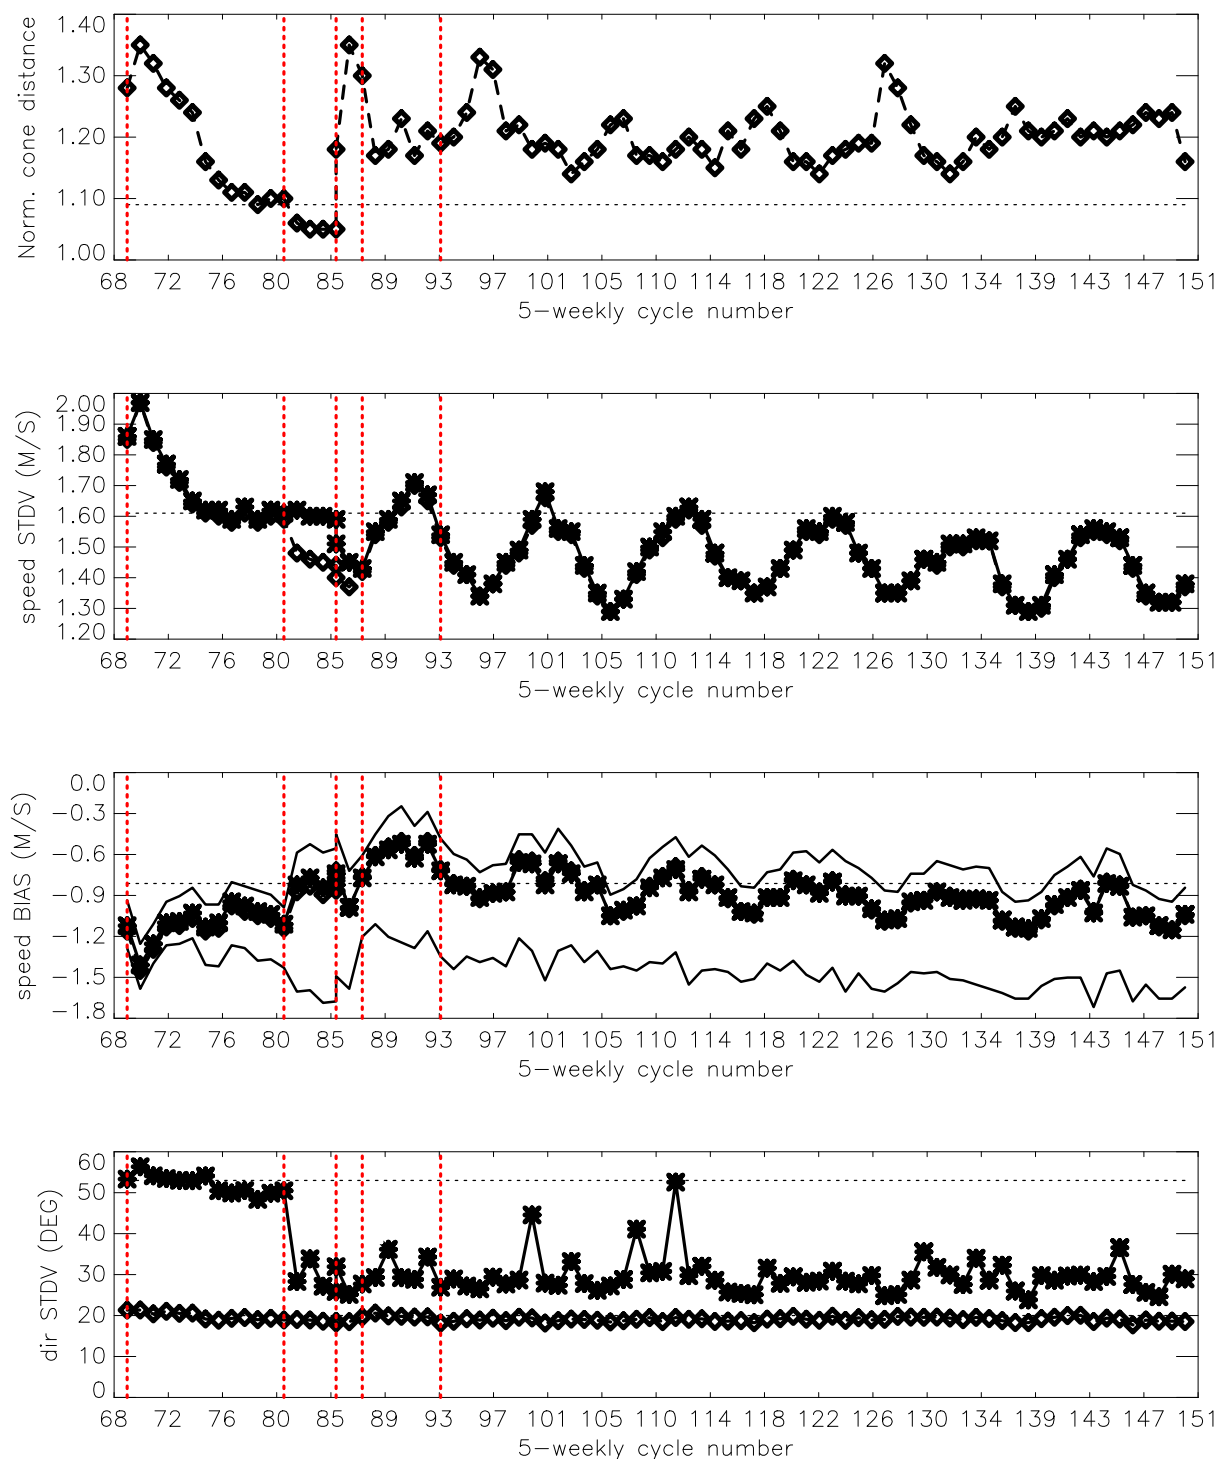 Norm. cone distance
1.40
1.30
1.20
1.10
1.00
68 72 76 80 85 89 93 97 101 105 110 114 118 122 126 130 134 139 143 147 151
5-weekly cycle number
speed STDV (M/S)
2.00
1.90
1.80
1.70
1.60
1.50
1.40
1.30
1.20
68 72 76 80 85 89 93 97 101 105 110 114 118 122 126 130 134 139 143 147 151
5-weekly cycle number
speed BIAS (M/S)
0.0
-0.3
-0.6
-0.9
-1.2
-1.5
-1.8
68 72 76 80 85 89 93 97 101 105 110 114 118 122 126 130 134 139 143 147 151
5-weekly cycle number
dir STDV (DEG)
60
50
40
30
20
10
0
68 72 76 80 85 89 93 97 101 105 110 114 118 122 126 130 134 139 143 147 151
5-weekly cycle number